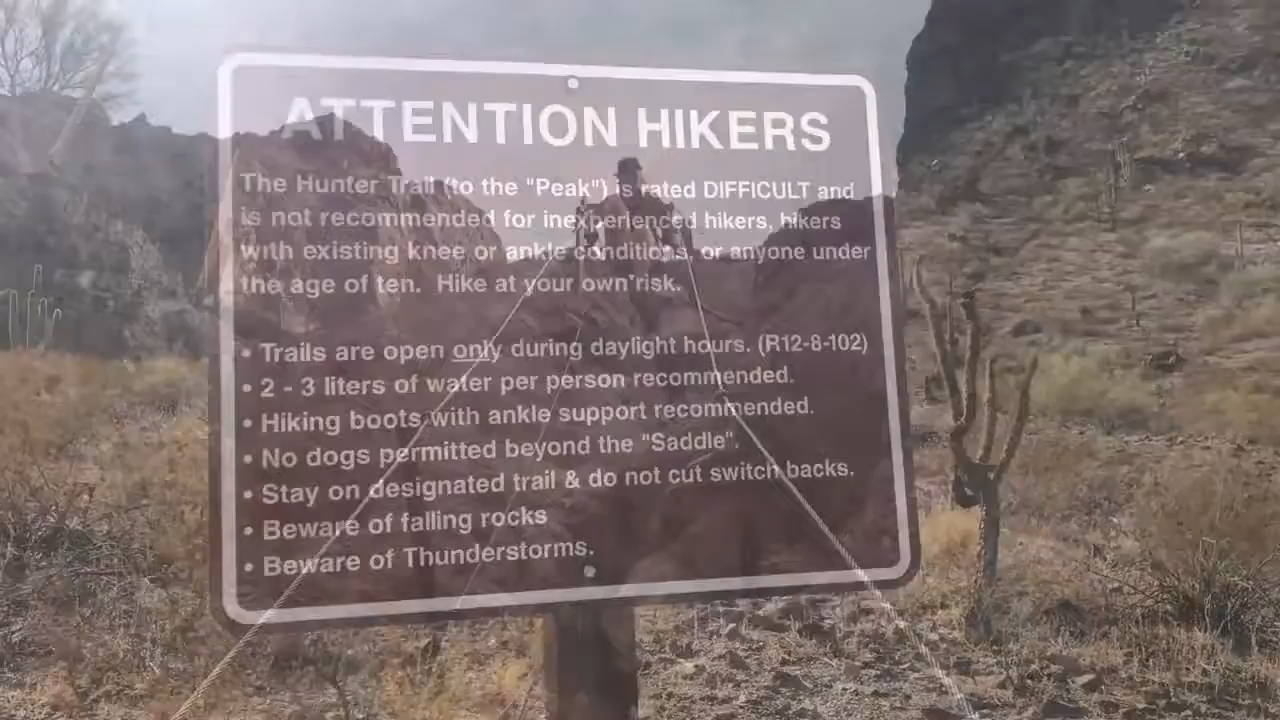 ATTENTION HIKERS
The Hunter Trail (to the "Peak") is rated DIFFICULT and
is not recommended for inexperienced hikers, hikers
with existing knee or ankle conditions, or anyone under
the age of ten. Hike at your own risk.
• Trails are open only during daylight hours. (R12-8-102)
• 2 - 3 liters of water per person recommended.
• Hiking boots with ankle support recommended.
• No dogs permitted beyond the "Saddle".
• Stay on designated trail & do not cut switch backs.
• Beware of falling rocks
• Beware of Thunderstorms.